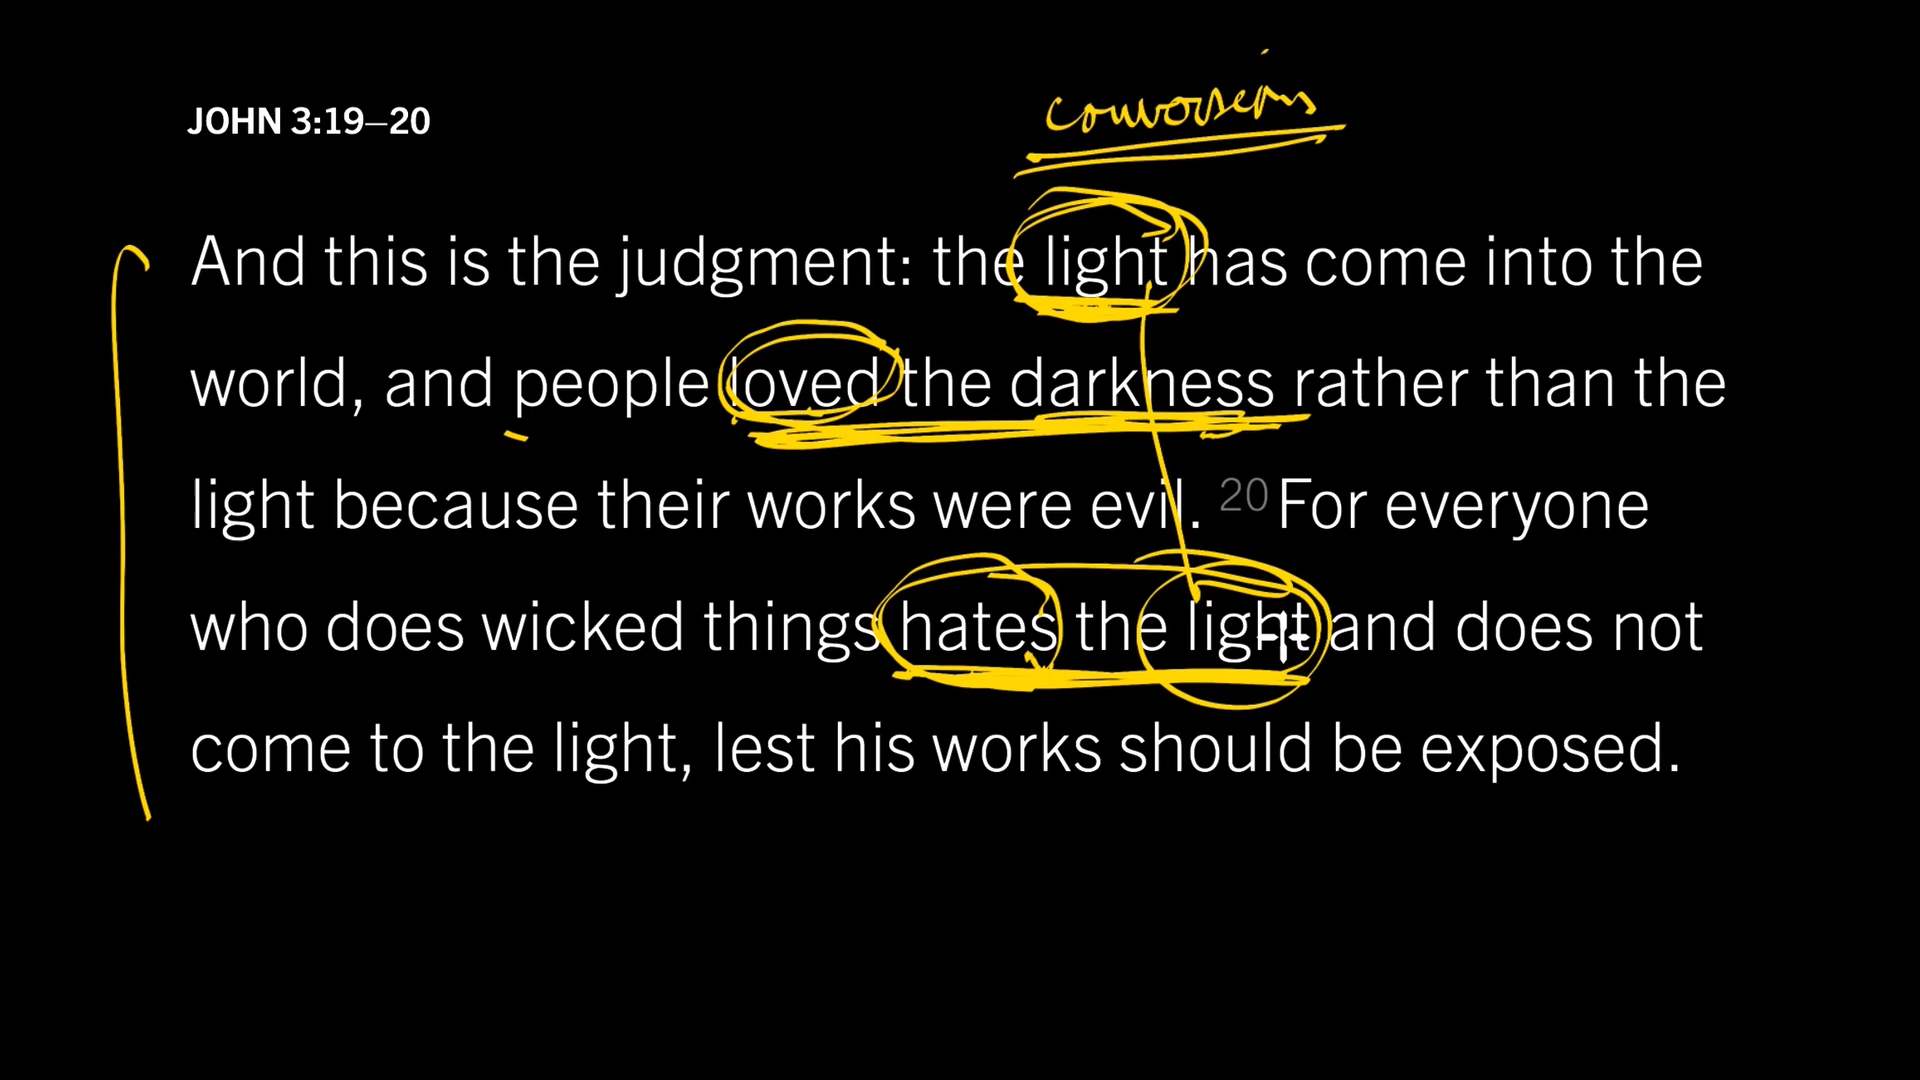 JOHN 3:19–20
conversion
And this is the judgment: the light has come into the
world, and people loved the darkness rather than the
light because their works were evil. 20 For everyone
who does wicked things hates the light and does not
come to the light, lest his works should be exposed.